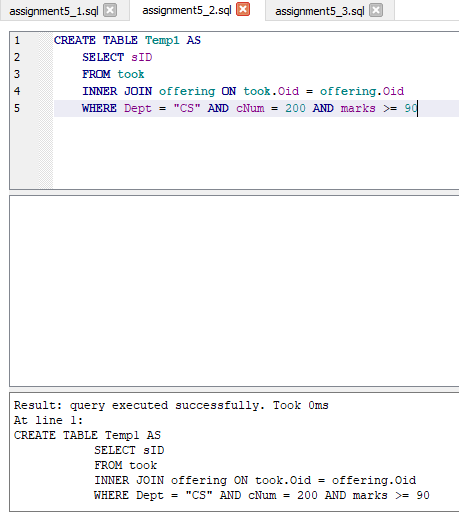 assignment5_1.sql
assignment5_2.sql
assignment5_3.sql
1 CREATE TABLE Temp1 AS
2 SELECT sID
3 FROM took
4 INNER JOIN offering ON took.Oid = offering.Oid
5 WHERE Dept = "CS" AND cNum = 200 AND marks >= 90
Result: query executed successfully. Took 0ms
At line 1:
CREATE TABLE Temp1 AS
SELECT sID
FROM took
INNER JOIN offering ON took.Oid = offering.Oid
WHERE Dept = "CS" AND cNum = 200 AND marks >= 90